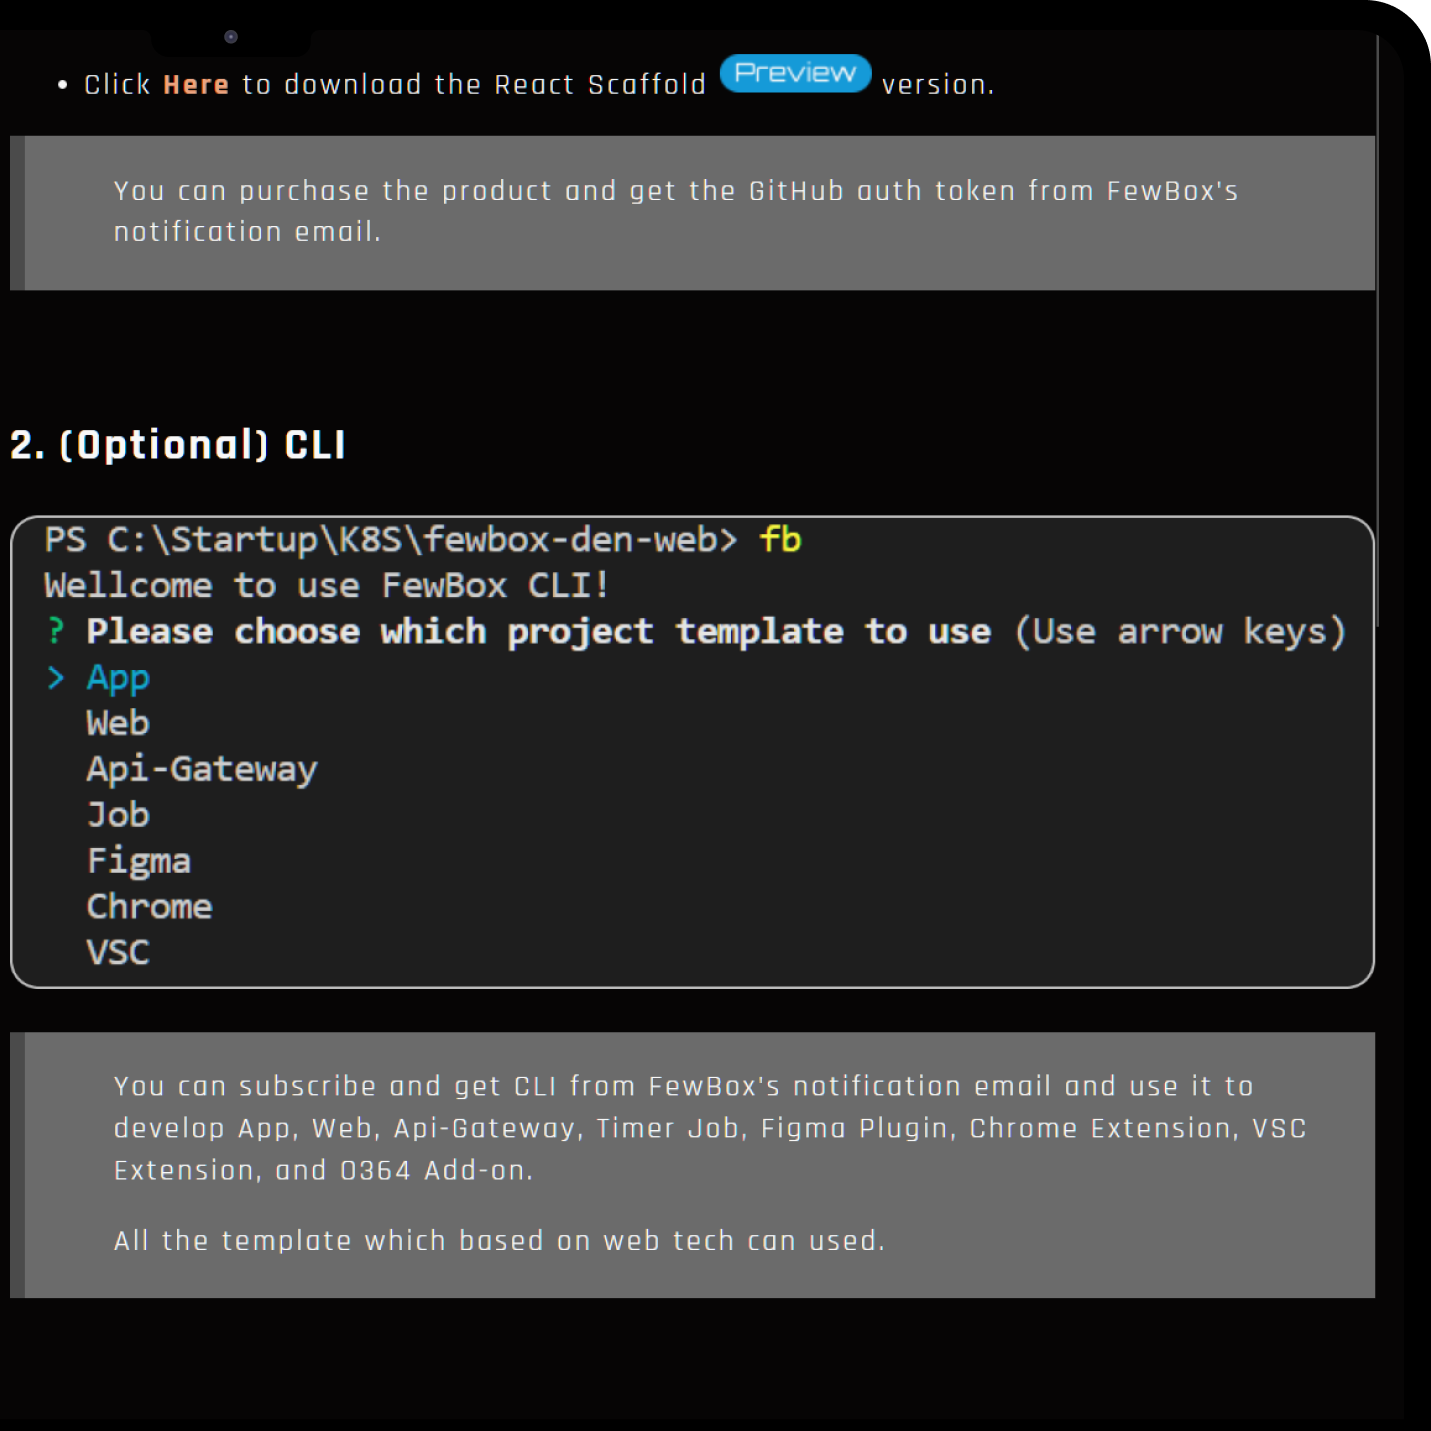 • Click Here to download the React Scaffold Preview version.
You can purchase the product and get the GitHub auth token from FewBox's
notification email.
2. (Optional) CLI
PS C:\Startup\K8S\fewbox-den-web> fb
Wellcome to use FewBox CLI!
? Please choose which project template to use (Use arrow keys)
> App
Web
Api-Gateway
Job
Figma
Chrome
VSC
You can subscribe and get CLI from FewBox's notification email and use it to
develop App, Web, Api-Gateway, Timer Job, Figma Plugin, Chrome Extension, VSC
Extension, and O364 Add-on.
All the template which based on web tech can used.